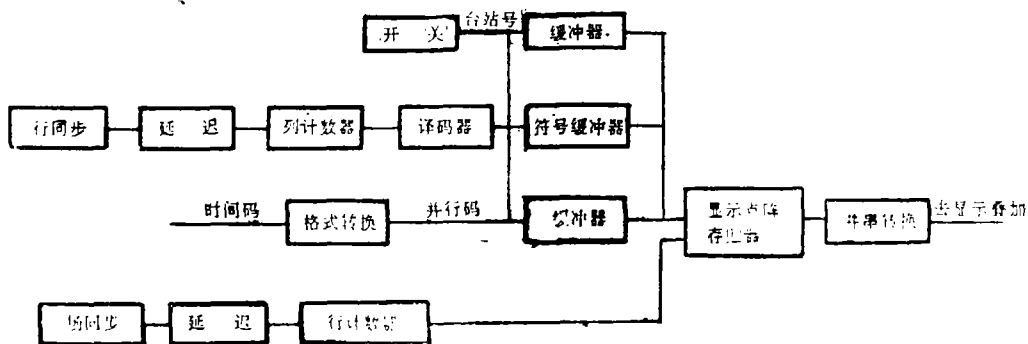 开 关
台站号
缓冲器
行同步
延 迟
列计数器
译码器
符号缓冲器
时间码
格式转换
并行码
缓冲器
显示点阵
存贮器
并串转换
去显示叠加
场同步
延 迟
行计数器